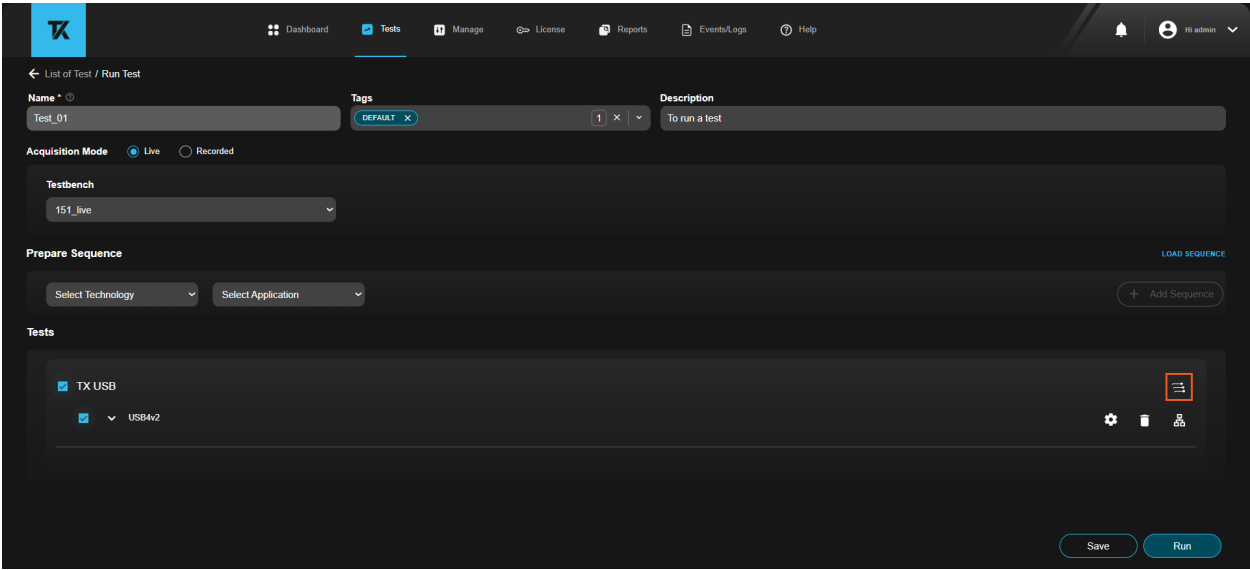 TK
Dashboard Tests Manage License Reports Events/Logs Help Hi admin
List of Test / Run Test
Name * Tags Description
Test_01 DEFAULT 1 To run a test
Acquisition Mode Live Recorded
Testbench
151_live
Prepare Sequence LOAD SEQUENCE
Select Technology Select Application + Add Sequence
Tests
TX USB
USB4v2
Save Run